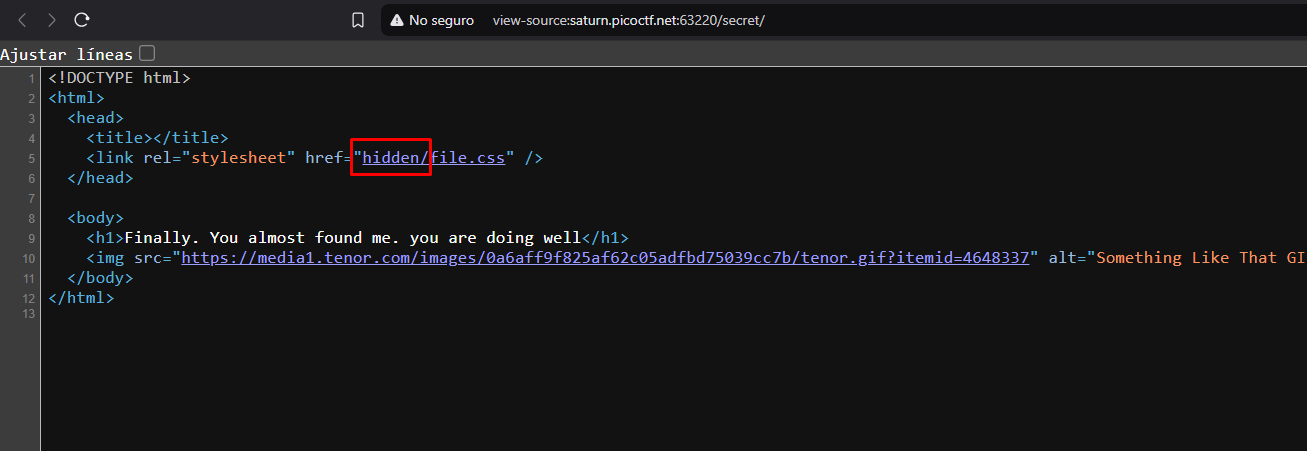 No seguro view-source:saturn.picoctf.net:63220/secret/
Ajustar líneas
1 <!DOCTYPE html>
2 <html>
3 <head>
4 <title></title>
5 <link rel="stylesheet" href="hidden/file.css" />
6 </head>
7
8 <body>
9 <h1>Finally. You almost found me. you are doing well</h1>
10 <img src="https://media1.tenor.com/images/0a6aff9f825af62c05adfbd75039cc7b/tenor.gif?itemid=4648337" alt="Something Like That GI
11 </body>
12 </html>
13